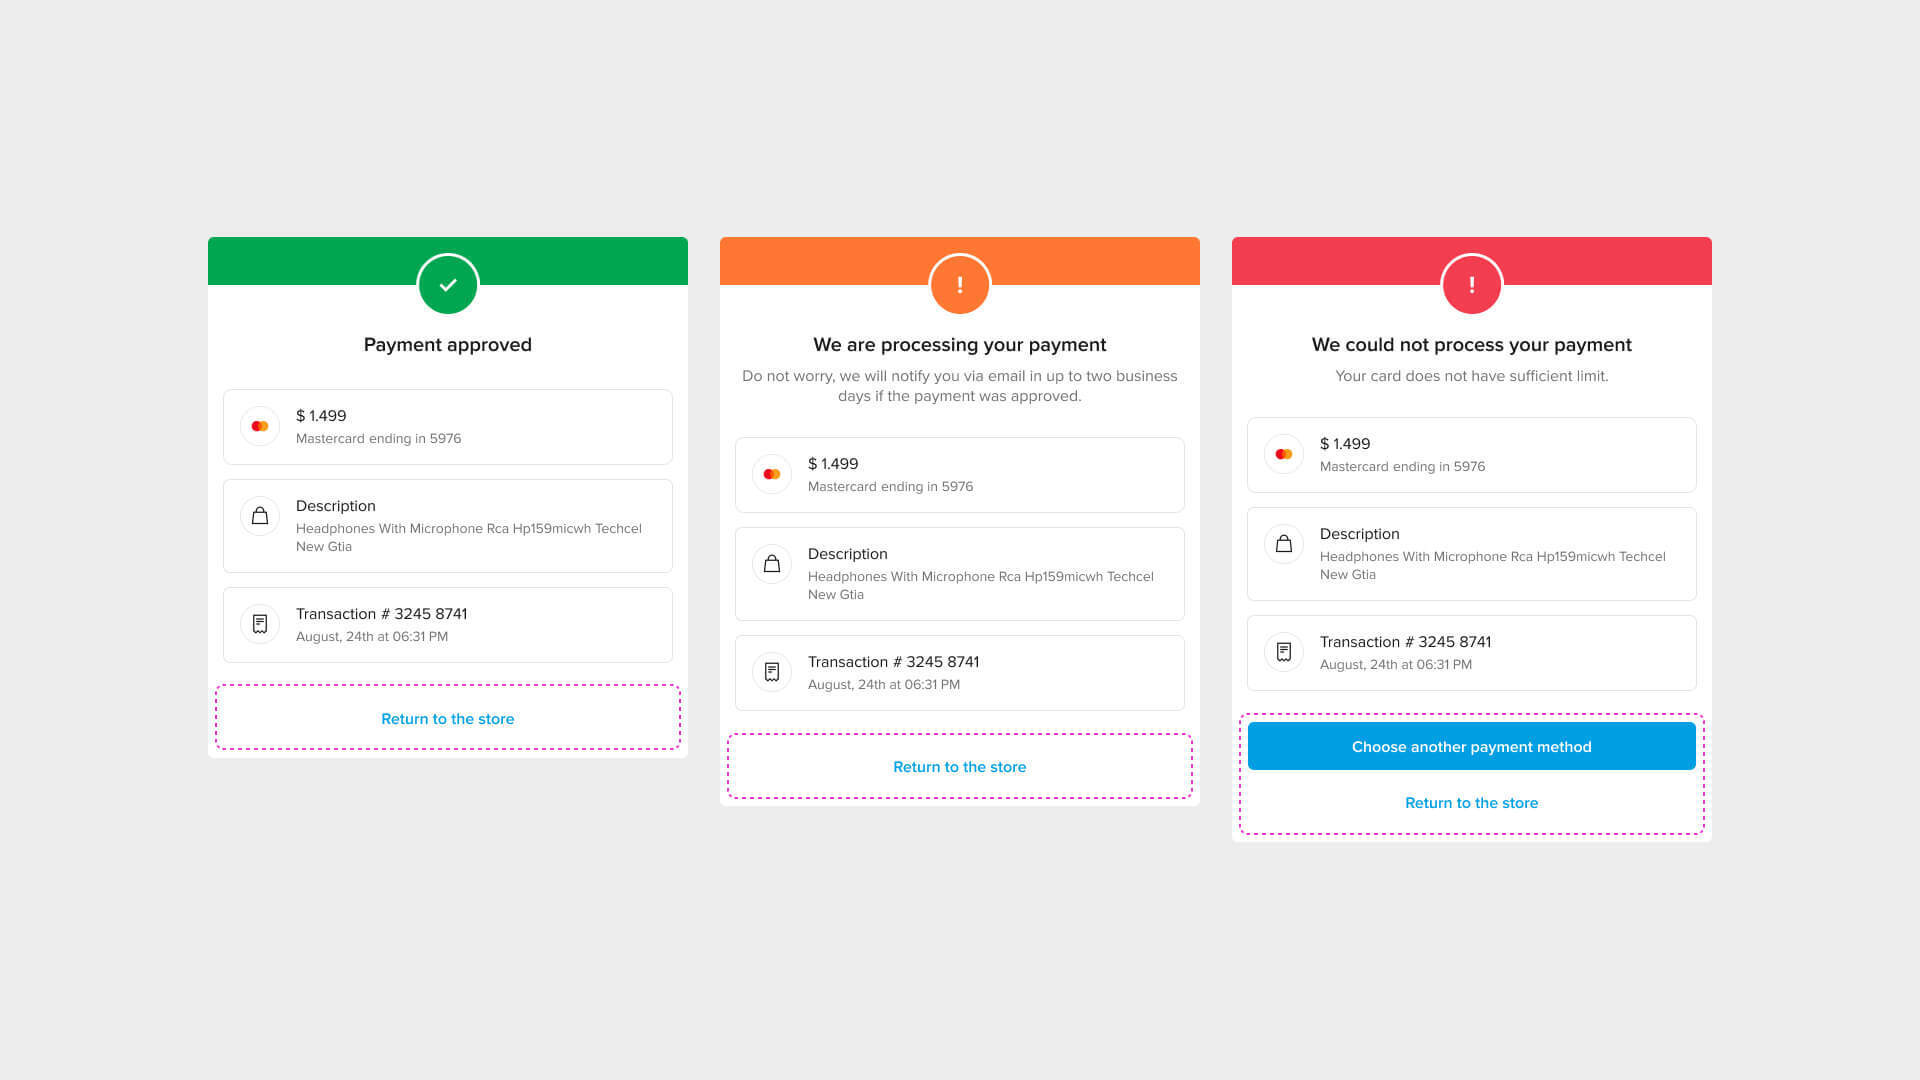 Payment approved
$ 1.499
Mastercard ending in 5976
Description
Headphones With Microphone Rca Hp159micwh Techcel
New Gtia
Transaction # 3245 8741
August, 24th at 06:31 PM
Return to the store
!
We are processing your payment
Do not worry, we will notify you via email in up to two business
days if the payment was approved.
$ 1.499
Mastercard ending in 5976
Description
Headphones With Microphone Rca Hp159micwh Techcel
New Gtia
Transaction # 3245 8741
August, 24th at 06:31 PM
Return to the store
!
We could not process your payment
Your card does not have sufficient limit.
$ 1.499
Mastercard ending in 5976
Description
Headphones With Microphone Rca Hp159micwh Techcel
New Gtia
Transaction # 3245 8741
August, 24th at 06:31 PM
Choose another payment method
Return to the store